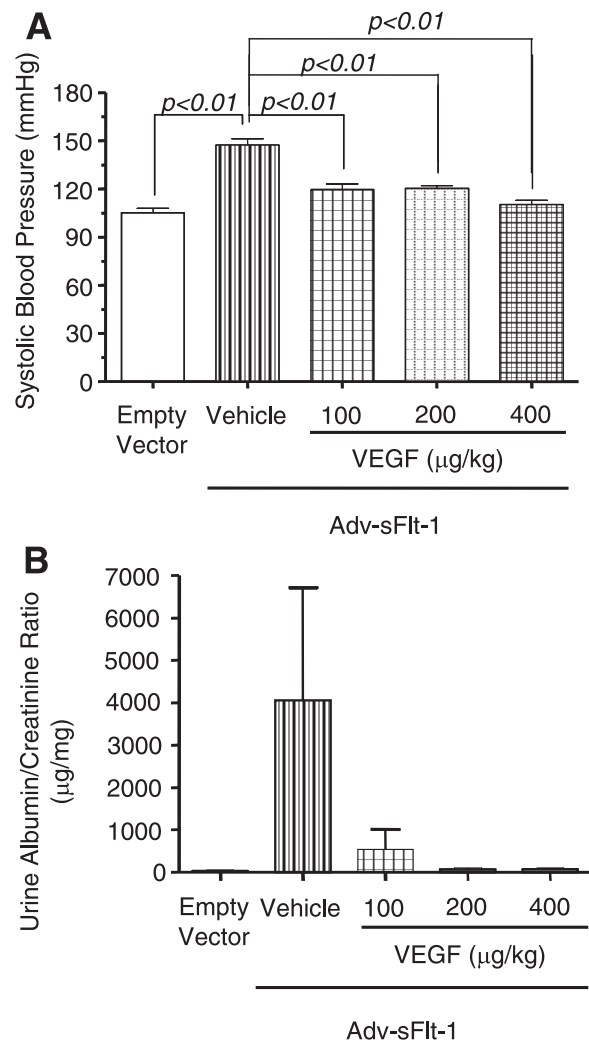 A
p<0.01
p<0.01
p<0.01 p<0.01
Systolic Blood Pressure (mmHg)
180
150
120
90
60
30
0
Empty Vector
Vehicle
100 200 400
VEGF (μg/kg)
Adv-sFlt-1
B
Urine Albumin/Creatinine Ratio
(μg/mg)
7000
6000
5000
4000
3000
2000
1000
0
Empty Vector
Vehicle
100 200 400
VEGF (μg/kg)
Adv-sFlt-1